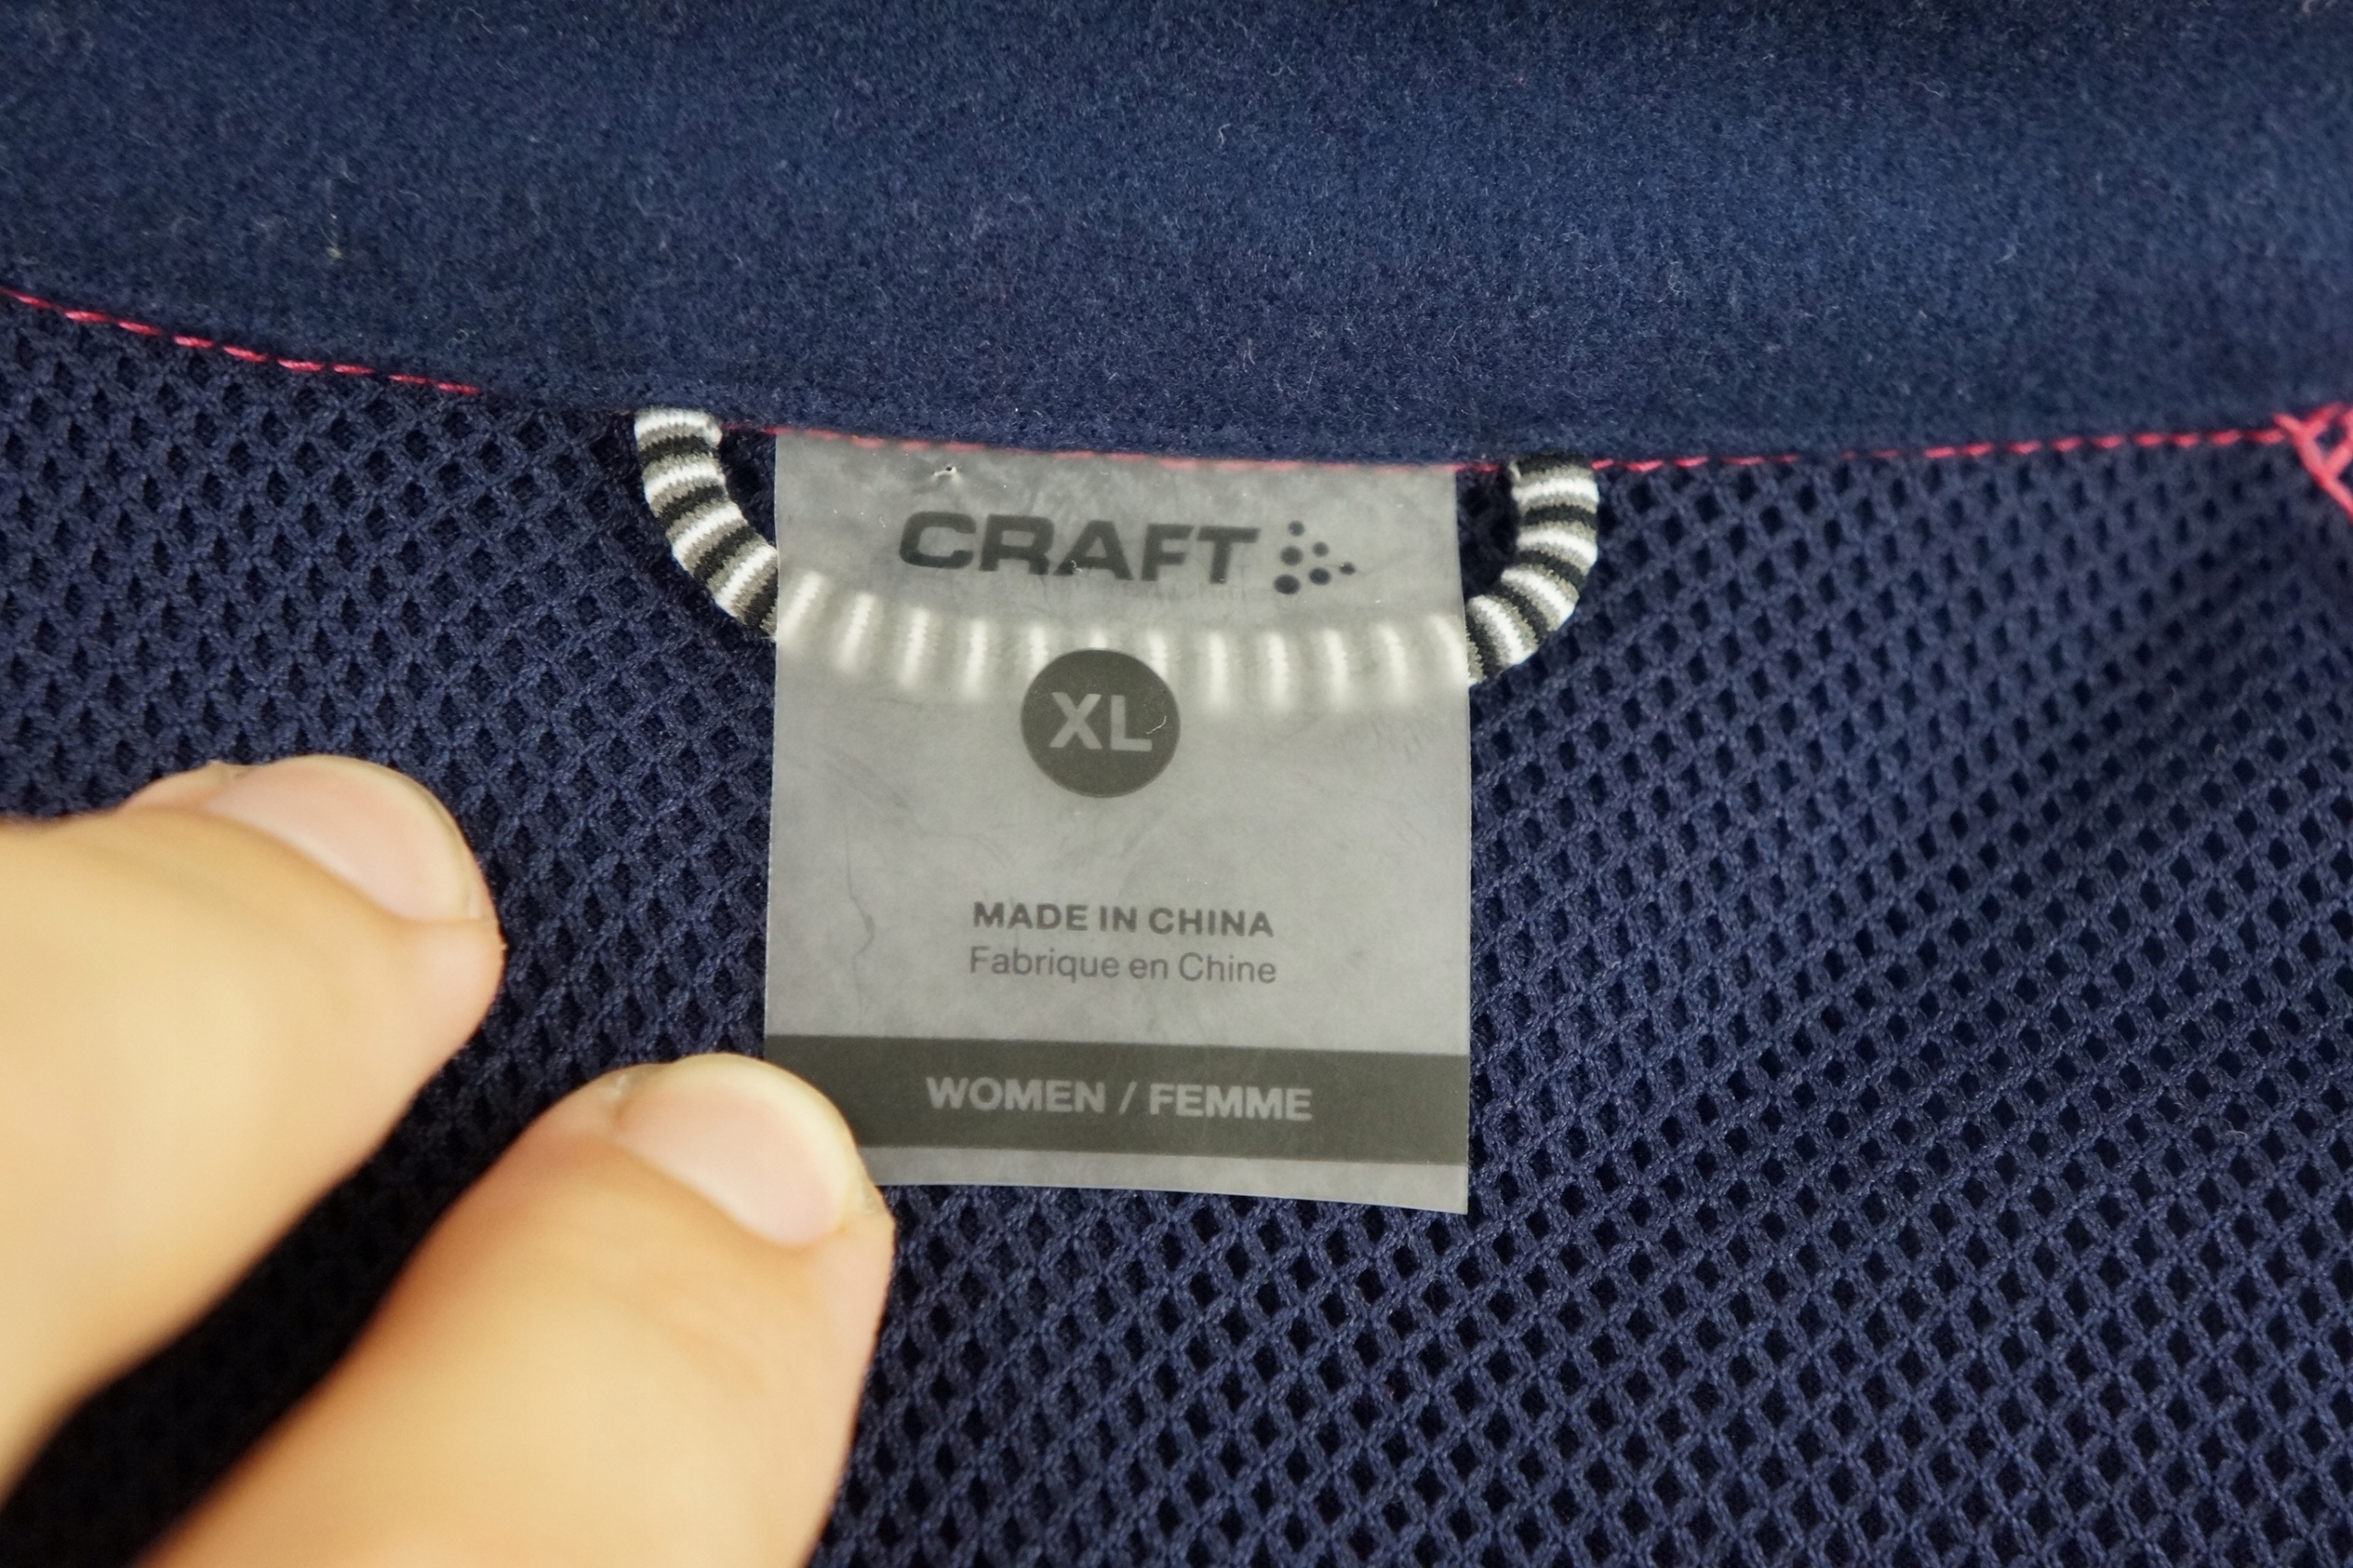 CRAFT
XL
MADE IN CHINA
Fabrique en Chine
WOMEN / FEMME